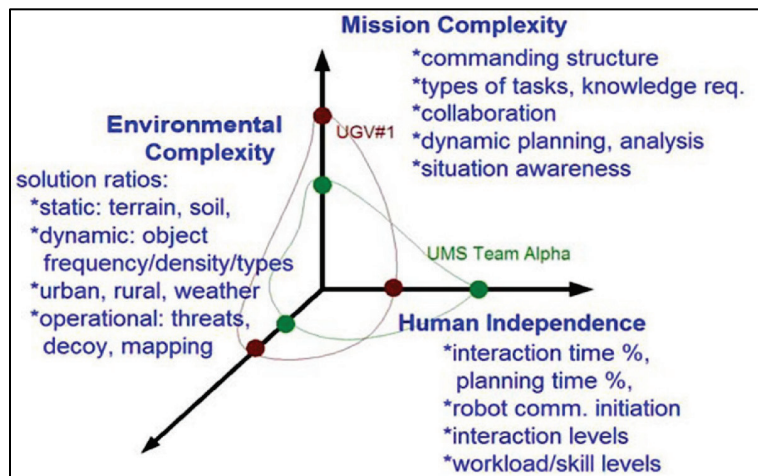 Mission Complexity
*commanding structure
*types of tasks, knowledge req.
*collaboration
*dynamic planning, analysis
*situation awareness
UGV#1
Environmental
Complexity
solution ratios:
*static: terrain, soil,
*dynamic: object
frequency/density/types
*urban, rural, weather
*operational: threats,
decoy, mapping
UMS Team Alpha
Human Independence
*interaction time %,
planning time %,
*robot comm. initiation
*interaction levels
*workload/skill levels